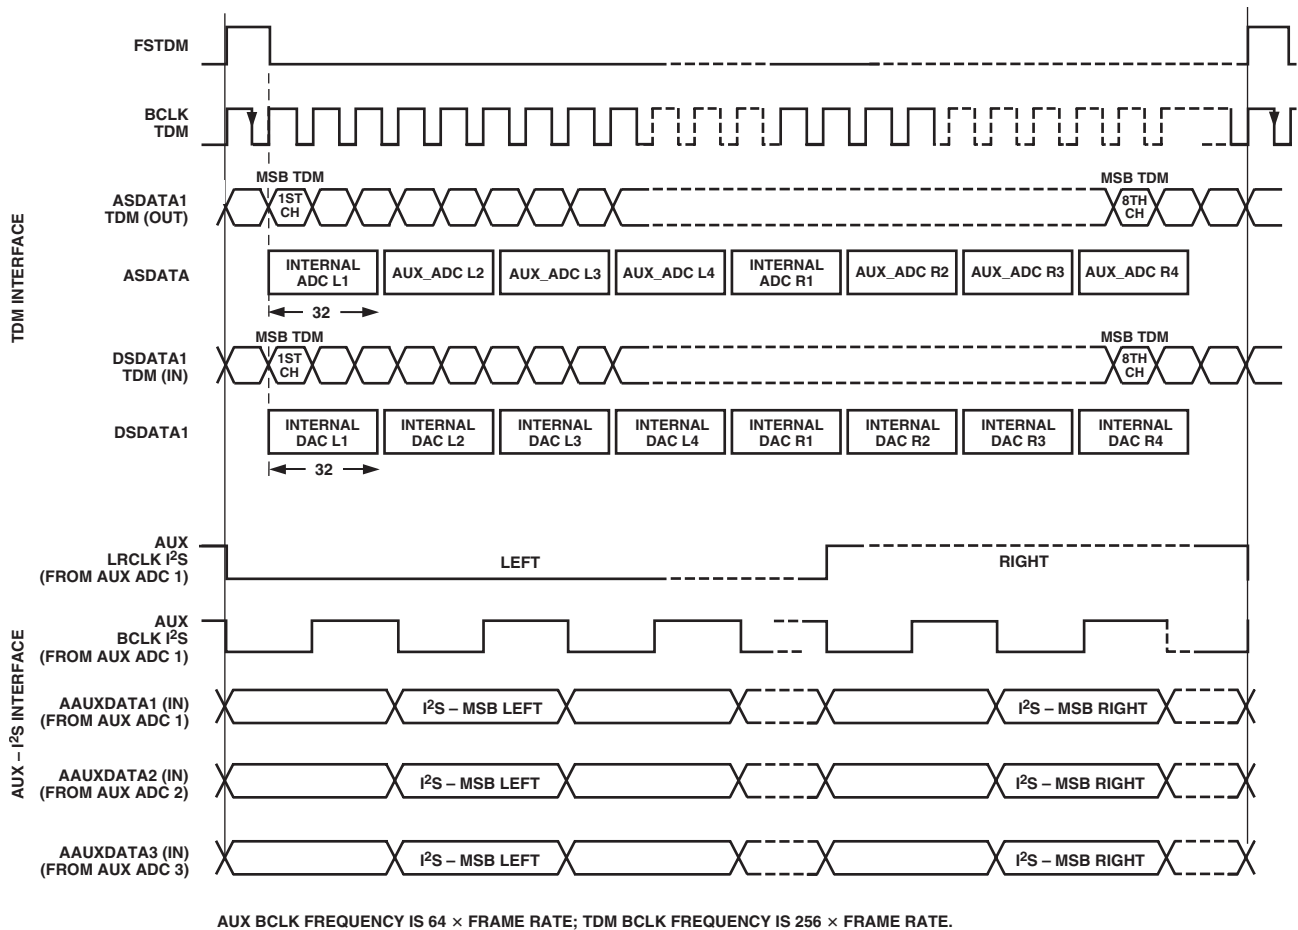 FSTDM
BCLK
TDM
MSB TDM
MSB TDM
ASDATA1
TDM (OUT)
1ST
CH
8TH
CH
ASDATA
INTERNAL
ADC L1
AUX_ADC L2
AUX_ADC L3
AUX_ADC L4
INTERNAL
ADC R1
AUX_ADC R2
AUX_ADC R3
AUX_ADC R4
32
TDM INTERFACE
MSB TDM
MSB TDM
DSDATA1
TDM (IN)
1ST
CH
8TH
CH
DSDATA1
INTERNAL
DAC L1
INTERNAL
DAC L2
INTERNAL
DAC L3
INTERNAL
DAC L4
INTERNAL
DAC R1
INTERNAL
DAC R2
INTERNAL
DAC R3
INTERNAL
DAC R4
32
AUX
LRCLK I²S
(FROM AUX ADC 1)
LEFT
RIGHT
AUX
BCLK I²S
(FROM AUX ADC 1)
AUX – I²S INTERFACE
AAUXDATA1 (IN)
(FROM AUX ADC 1)
I²S – MSB LEFT
I²S – MSB RIGHT
AAUXDATA2 (IN)
(FROM AUX ADC 2)
I²S – MSB LEFT
I²S – MSB RIGHT
AAUXDATA3 (IN)
(FROM AUX ADC 3)
I²S – MSB LEFT
I²S – MSB RIGHT
AUX BCLK FREQUENCY IS 64 × FRAME RATE; TDM BCLK FREQUENCY IS 256 × FRAME RATE.